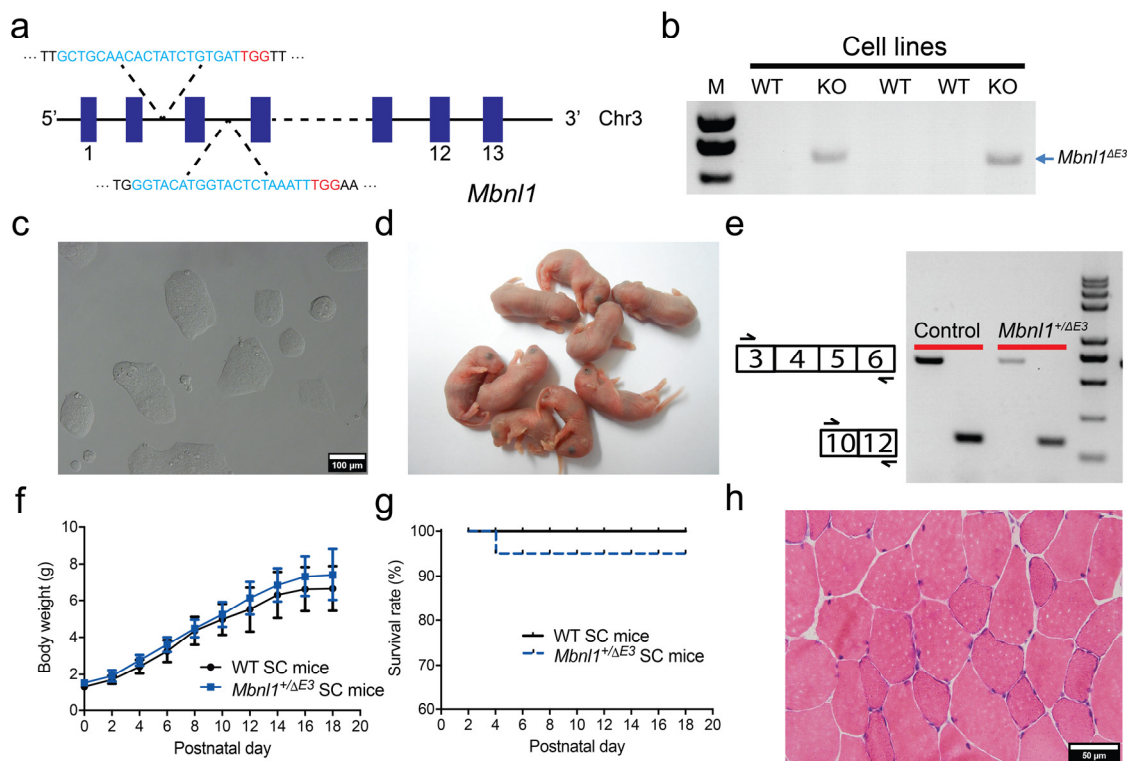 a
··· TTGCTGCAACACTATCTGTGATTGGTT ···
5’
3’ Chr3
1
12
13
··· TGGGTACATGGTACTCTAAATTTGGAA ···
Mbnl1
b
Cell lines
M WT KO WT WT KO
Mbnl1ΔE3
c
100 µm
d
e
Control Mbnl1+/ΔE3
3 4 5 6
10 12
f
10
8
6
4
2
0
Body weight (g)
WT SC mice
Mbnl1+/ΔE3 SC mice
0 2 4 6 8 10 12 14 16 18 20
Postnatal day
g
100
90
80
70
60
Survival rate (%)
WT SC mice
Mbnl1+/ΔE3 SC mice
0 2 4 6 8 10 12 14 16 18 20
Postnatal day
h
50 µm